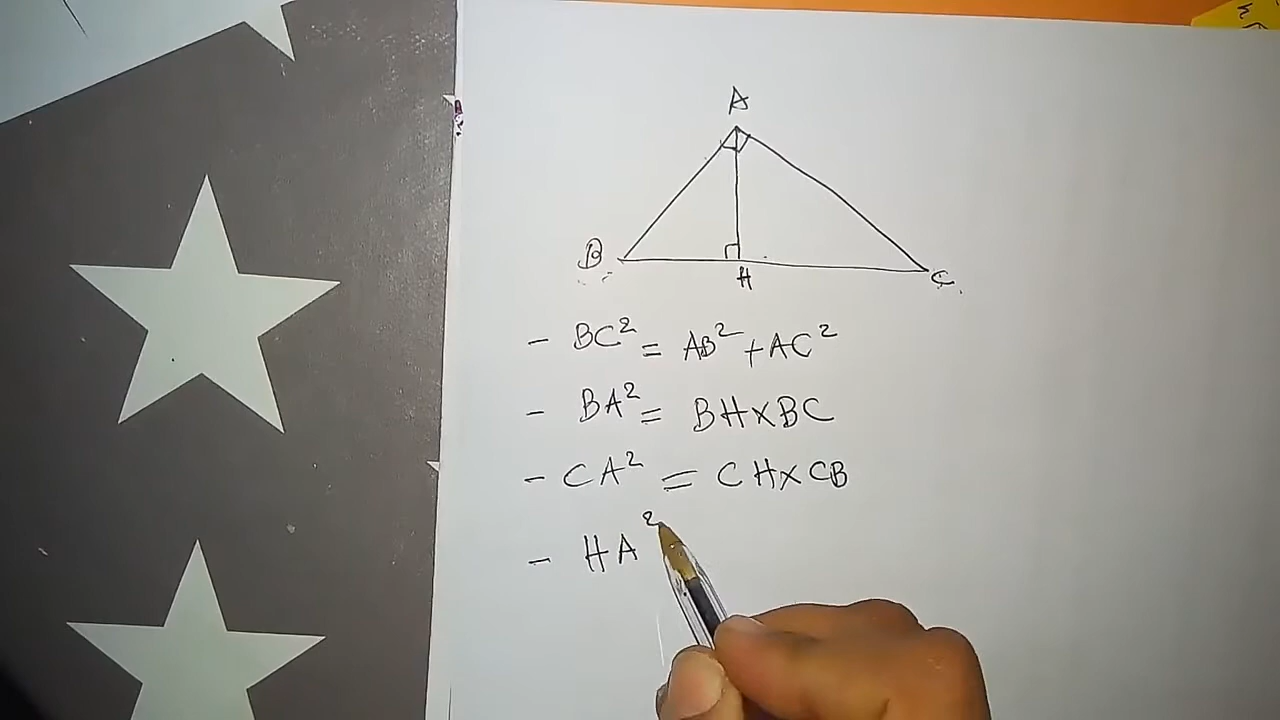 A
B
H
C
- BC² = AB² + AC²
- BA² = BH×BC
- CA² = CH×CB
- HA²